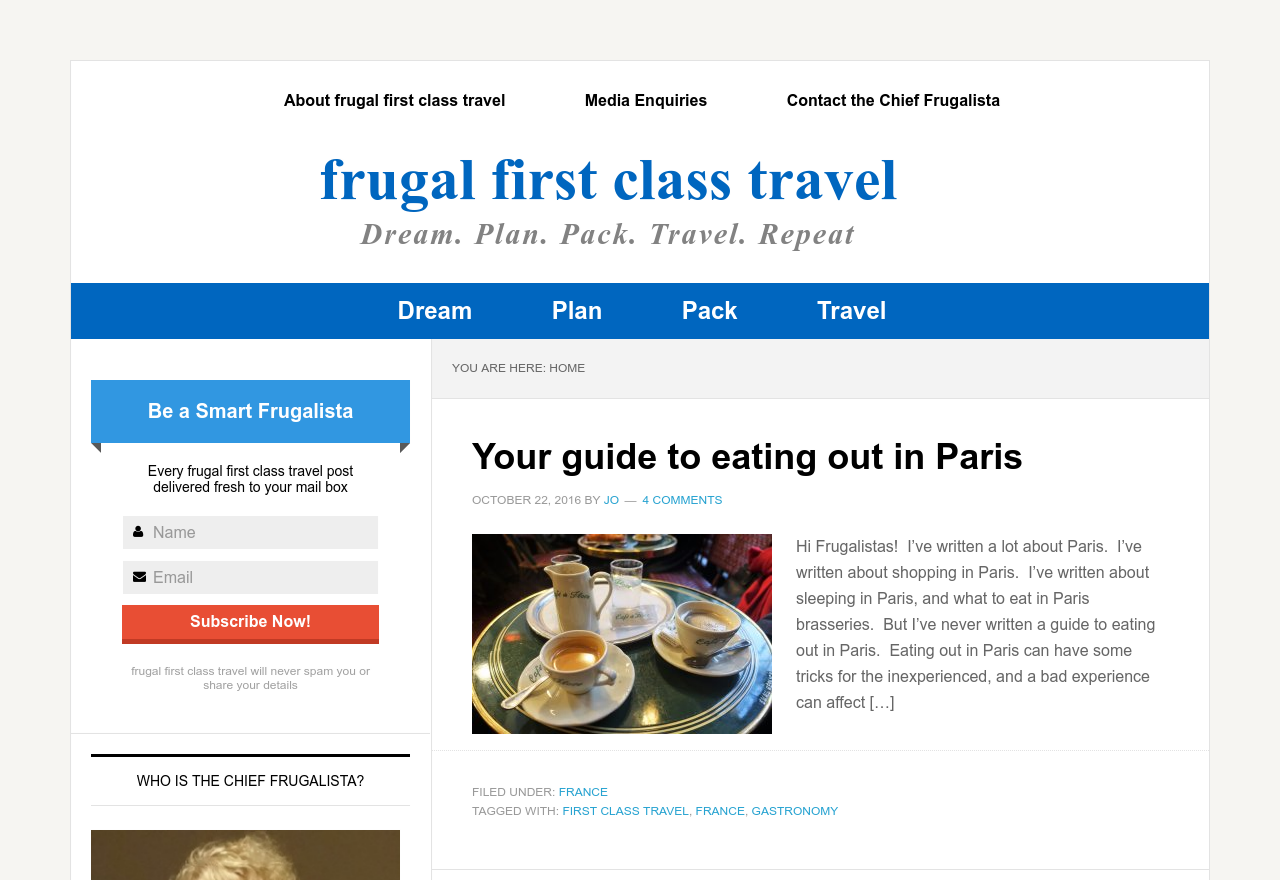 About frugal first class travel
Media Enquiries
Contact the Chief Frugalista
frugal first class travel
Dream. Plan. Pack. Travel. Repeat
Dream
Plan
Pack
Travel
Be a Smart Frugalista
Every frugal first class travel post
delivered fresh to your mail box
Name
Email
Subscribe Now!
frugal first class travel will never spam you or
share your details
WHO IS THE CHIEF FRUGALISTA?
YOU ARE HERE: HOME
Your guide to eating out in Paris
OCTOBER 22, 2016 BY JO — 4 COMMENTS
Hi Frugalistas!  I’ve written a lot about Paris.  I’ve
written about shopping in Paris.  I’ve written about
sleeping in Paris, and what to eat in Paris
brasseries.  But I’ve never written a guide to eating
out in Paris.  Eating out in Paris can have some
tricks for the inexperienced, and a bad experience
can affect […]
FILED UNDER: FRANCE
TAGGED WITH: FIRST CLASS TRAVEL, FRANCE, GASTRONOMY